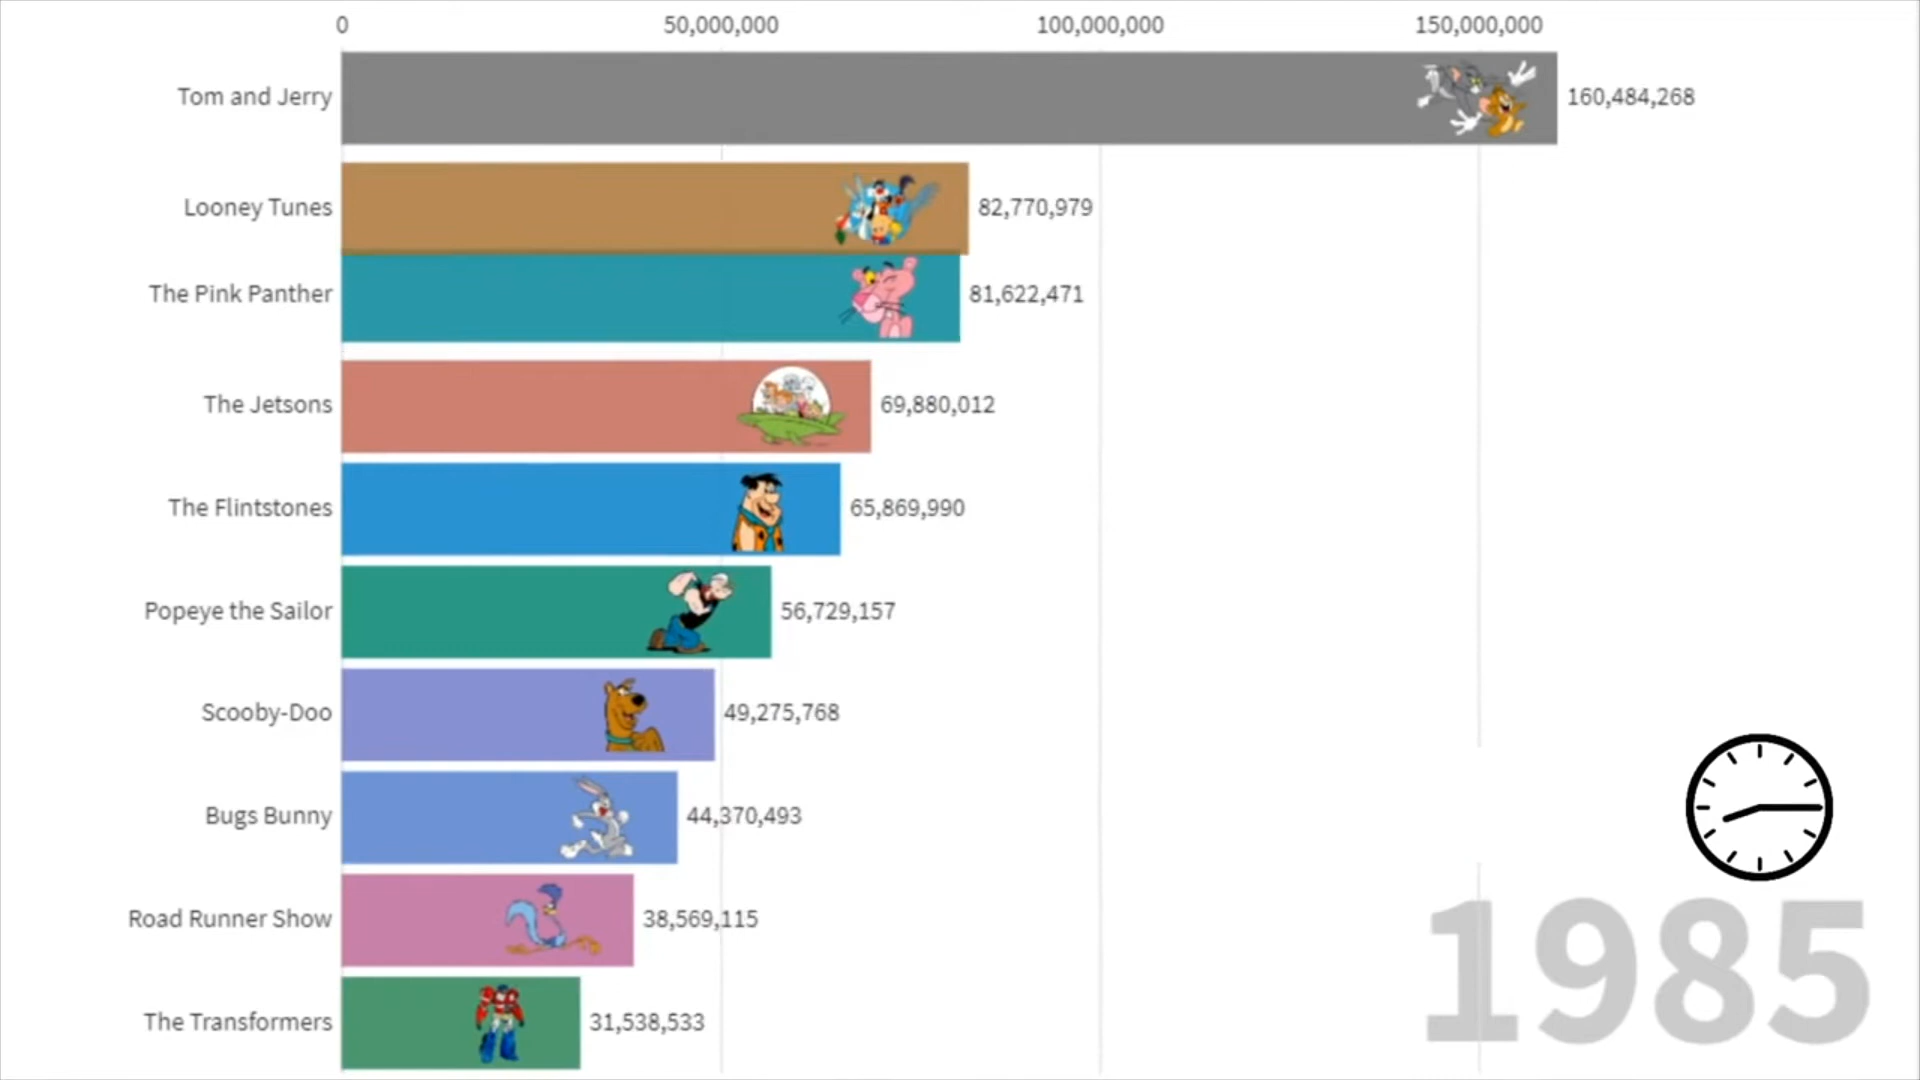 0 50,000,000 100,000,000 150,000,000
Tom and Jerry 160,484,268
Looney Tunes 82,770,979
The Pink Panther 81,622,471
The Jetsons 69,880,012
The Flintstones 65,869,990
Popeye the Sailor 56,729,157
Scooby-Doo 49,275,768
Bugs Bunny 44,370,493
Road Runner Show 38,569,115
The Transformers 31,538,533
1985